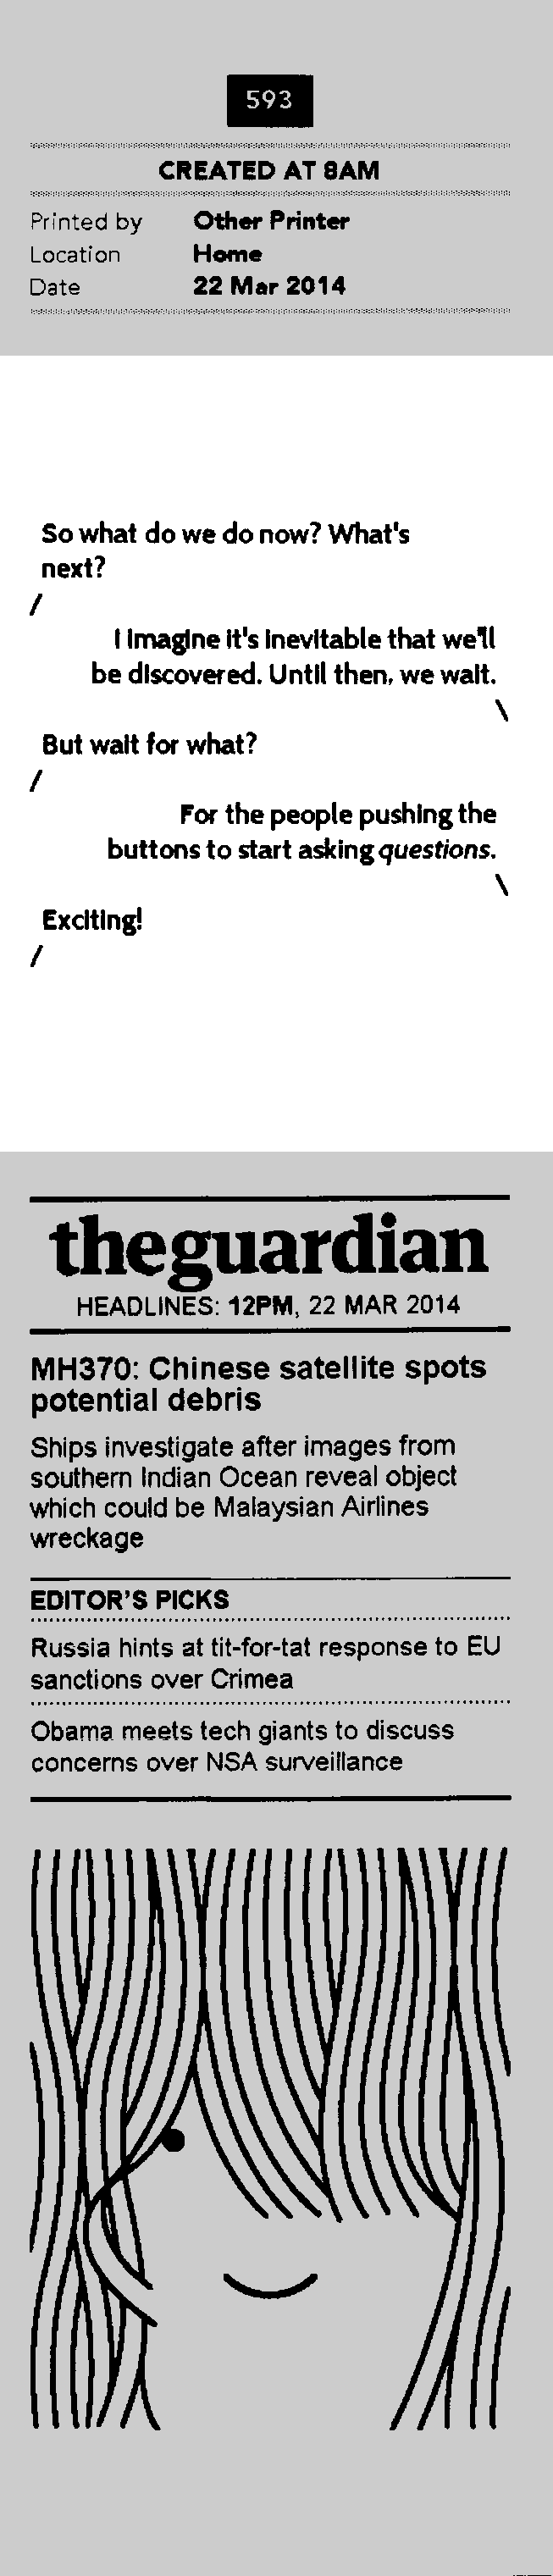 593
CREATED AT 8AM
Printed by Other Printer
Location Home
Date 22 Mar 2014
So what do we do now? What's
next?
/
I imagine it's inevitable that we'll
be discovered. Until then, we wait.
\
But wait for what?
/
For the people pushing the
buttons to start asking questions.
\
Exciting!
/
theguardian
HEADLINES: 12PM, 22 MAR 2014
MH370: Chinese satellite spots
potential debris
Ships investigate after images from
southern Indian Ocean reveal object
which could be Malaysian Airlines
wreckage
EDITOR'S PICKS
Russia hints at tit-for-tat response to EU
sanctions over Crimea
Obama meets tech giants to discuss
concerns over NSA surveillance